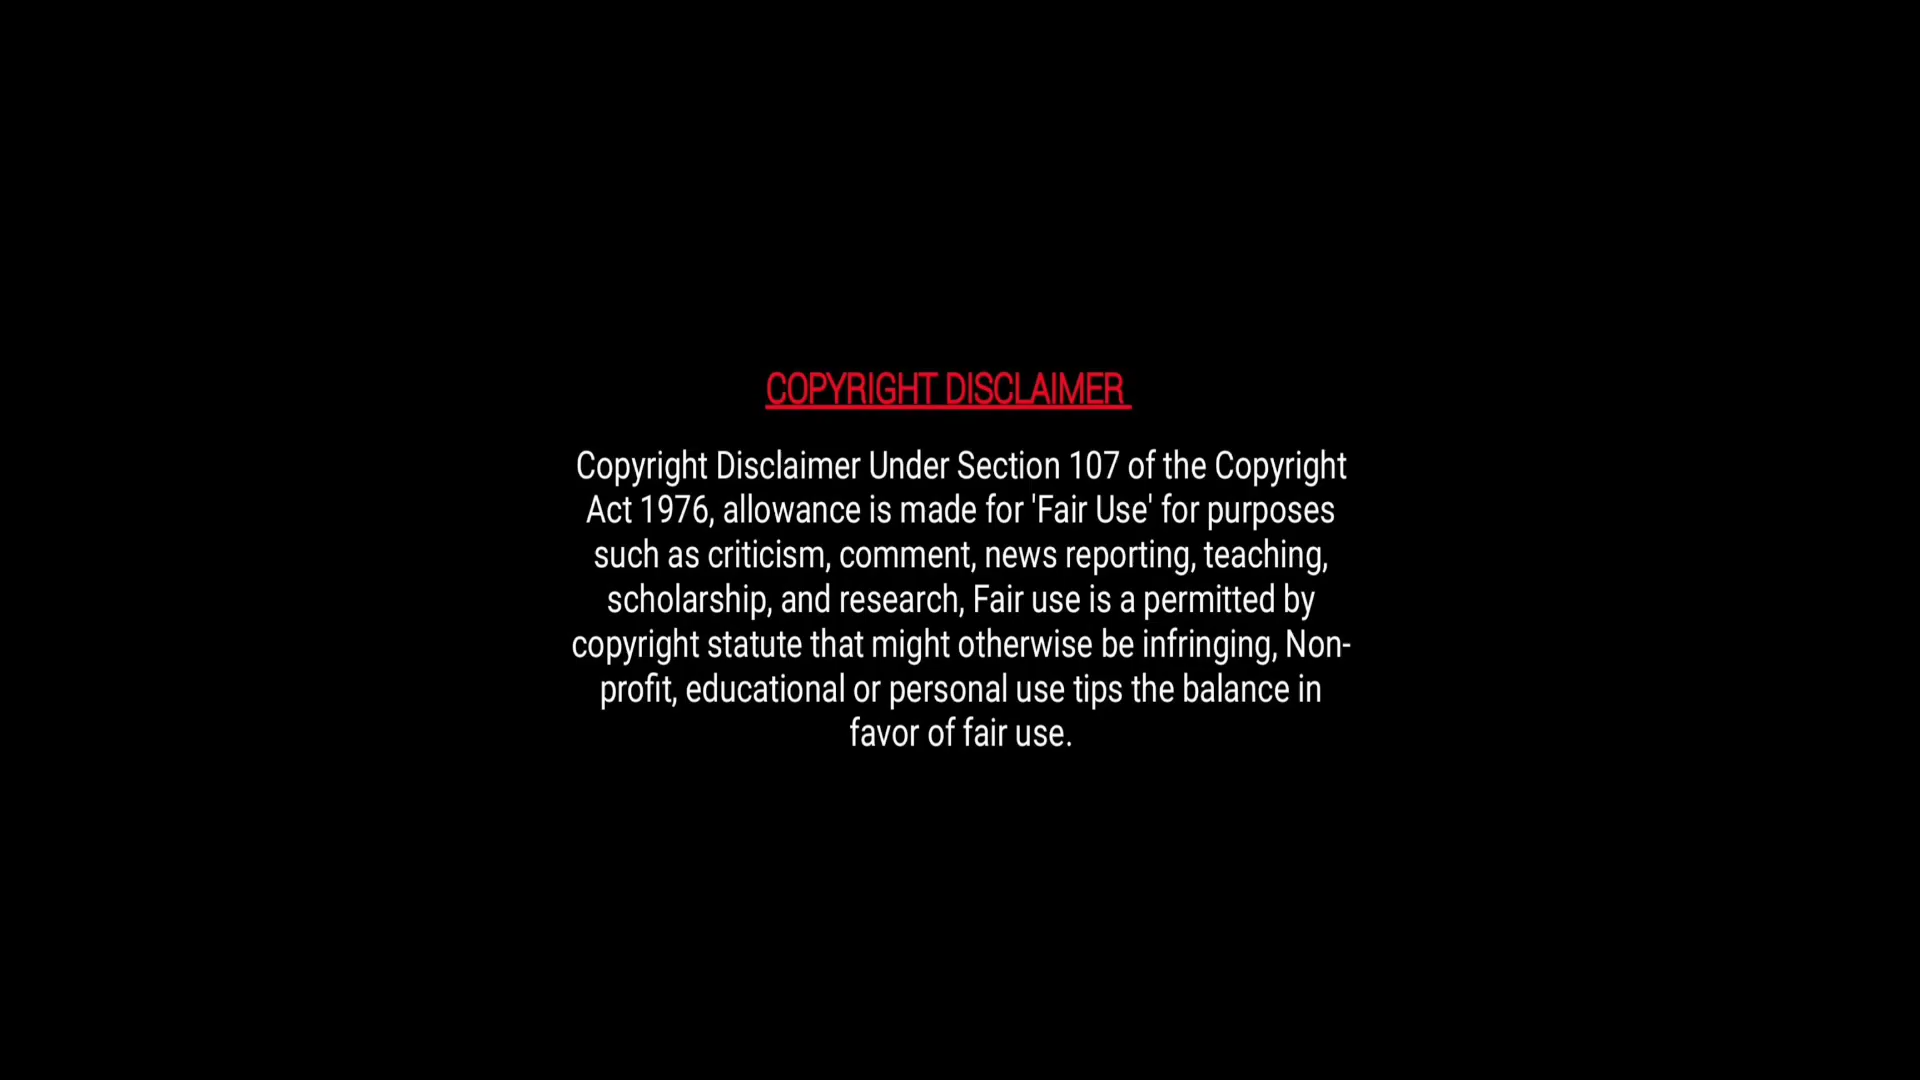 COPYRIGHT DISCLAIMER
Copyright Disclaimer Under Section 107 of the Copyright
Act 1976, allowance is made for 'Fair Use' for purposes
such as criticism, comment, news reporting, teaching,
scholarship, and research, Fair use is a permitted by
copyright statute that might otherwise be infringing, Non-
profit, educational or personal use tips the balance in
favor of fair use.